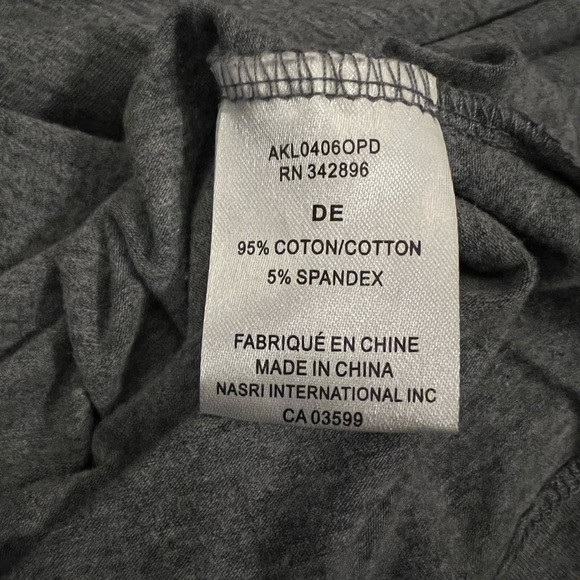 AKL0406OPD
RN 342896
DE
95% COTON/COTTON
5% SPANDEX
FABRIQUÉ EN CHINE
MADE IN CHINA
NASRI INTERNATIONAL INC
CA 03599